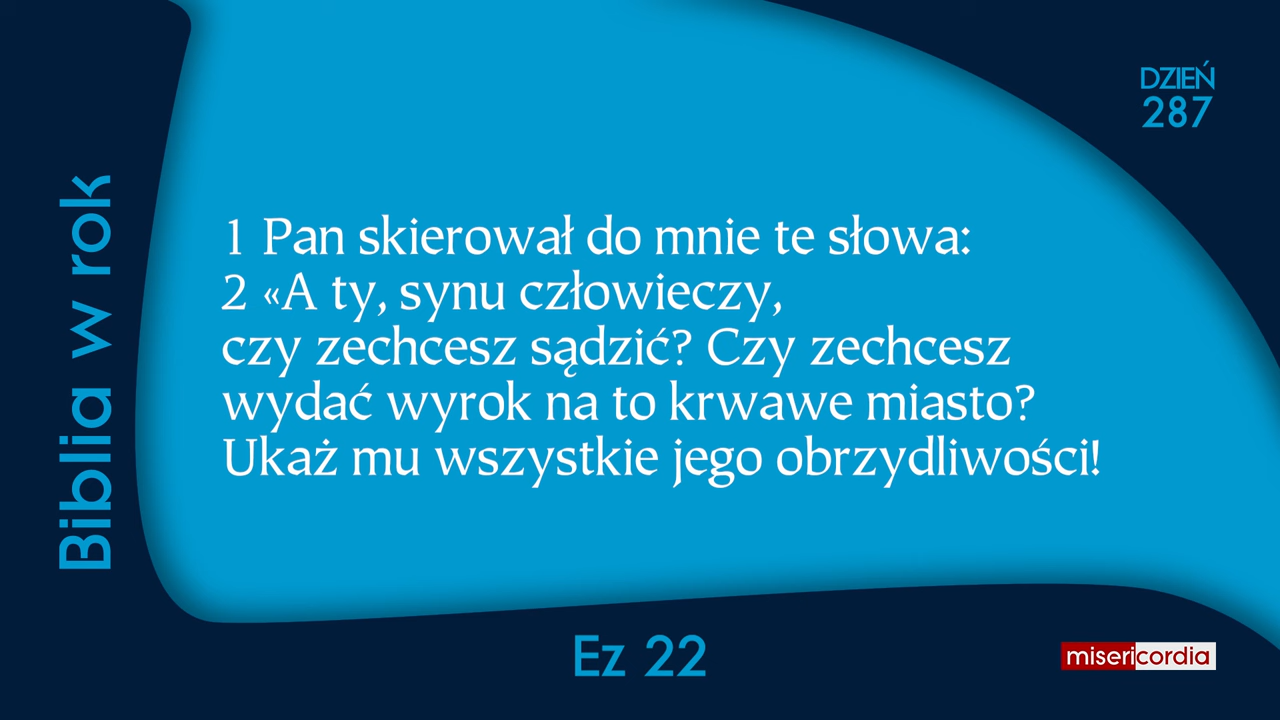 DZIEŃ
287
Biblia w rok
1 Pan skierował do mnie te słowa:
2 «A ty, synu człowieczy,
czy zechcesz sądzić? Czy zechcesz
wydać wyrok na to krwawe miasto?
Ukaż mu wszystkie jego obrzydliwości!
Ez 22
misericordia